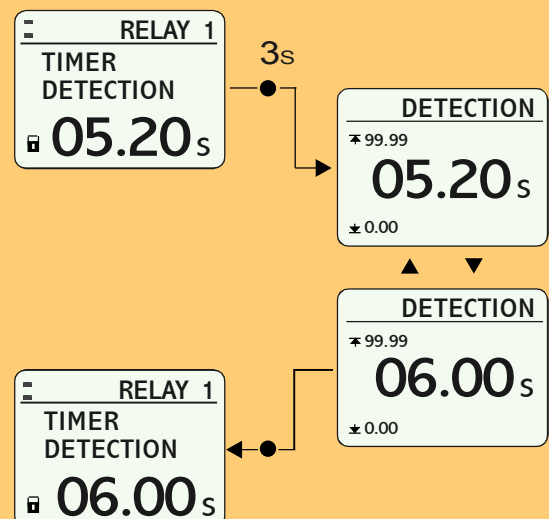 RELAY 1
TIMER
DETECTION
05.20 s
3s
DETECTION
99.99
05.20 s
0.00
DETECTION
99.99
06.00 s
0.00
RELAY 1
TIMER
DETECTION
06.00 s